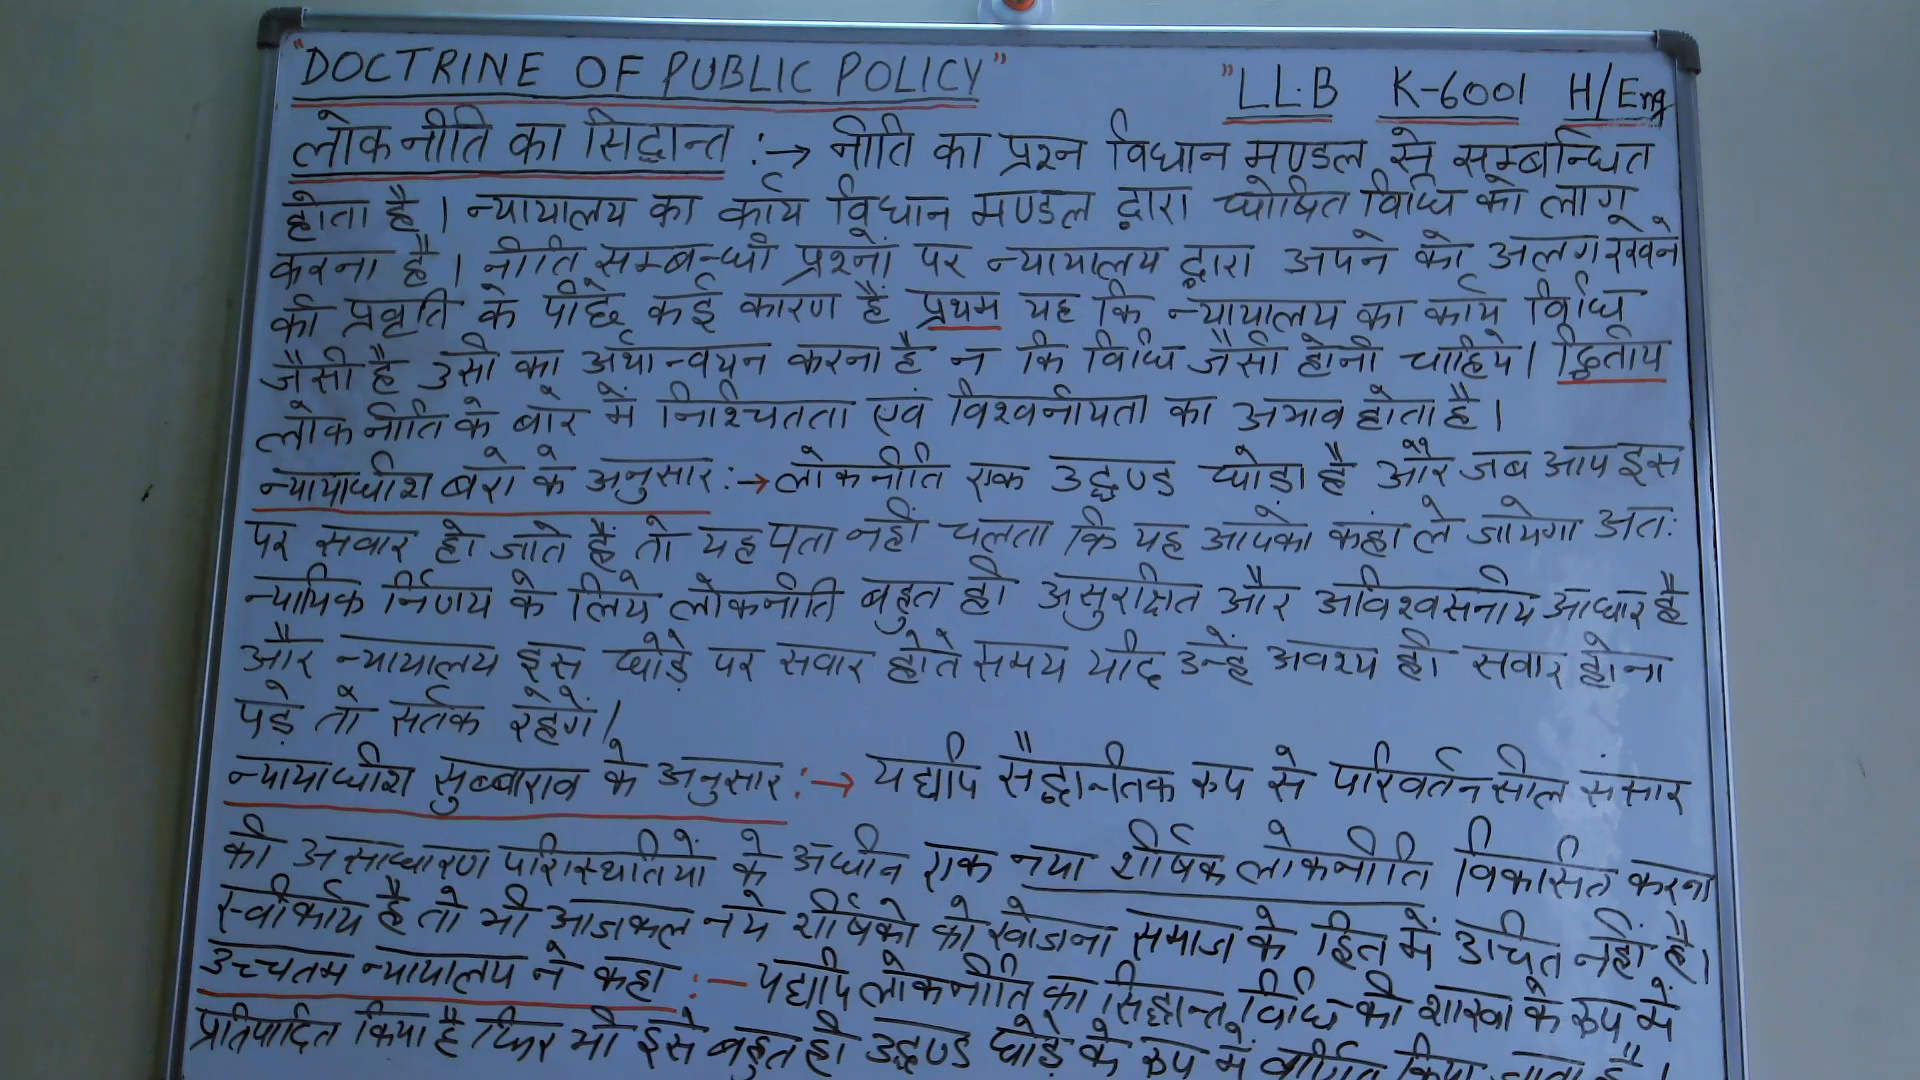 "DOCTRINE OF PUBLIC POLICY" "LL.B K-6001 H/Eng
लोकनीति का सिद्धान्त :→ नीति का प्रश्न विधान मण्डल से सम्बन्धित
होता है। न्यायालय का कार्य विधान मण्डल द्वारा घोषित विधि को लागू
करना है। नीति सम्बन्धी प्रश्नों पर न्यायालय द्वारा अपने को अलग रखने
की प्रवृति के पीछे कई कारण हैं प्रथम यह कि न्यायालय का कार्य विधि
जैसी है उसी का अर्थान्वयन करना है न कि विधि जैसी होनी चाहिये। द्वितीय
लोकनीति के बारे में निश्चितता एवं विश्वनीयता का अभाव होता है।
न्यायाधीश बरो के अनुसार :→ लोकनीति एक उद्दण्ड घोड़ा है और जब आप इस
पर सवार हो जाते हैं तो यह पता नहीं चलता कि यह आपको कहां ले जायेगा अतः
न्यायिक निर्णय के लिये लोकनीति बहुत ही असुरक्षित और अविश्वसनीय आधार है
और न्यायालय इस घोड़े पर सवार होते समय यदि उन्हें अवश्य ही सवार होना
पड़े तो सर्तक रहेगें।
न्यायाधीश सुब्बाराव के अनुसार :→ यद्यपि सैद्धान्तिक रूप से परिवर्तन सील संसार
की असाधारण परिस्थितियों के अधीन एक नया शीर्षक लोकनीति विकसित करना
स्वीकार्य है तो भी आजकल नये शीर्षको को खोजना समाज के हित में उचित नहीं है।
उच्चतम न्यायालय ने कहा :- यद्यपि लोकनीति का सिद्धान्त विधि की शाखा के रूप में
प्रतिपादित किया है फिर भी इसे बहुत ही उद्दण्ड घोड़े के रूप में वर्णित किया जाता है।